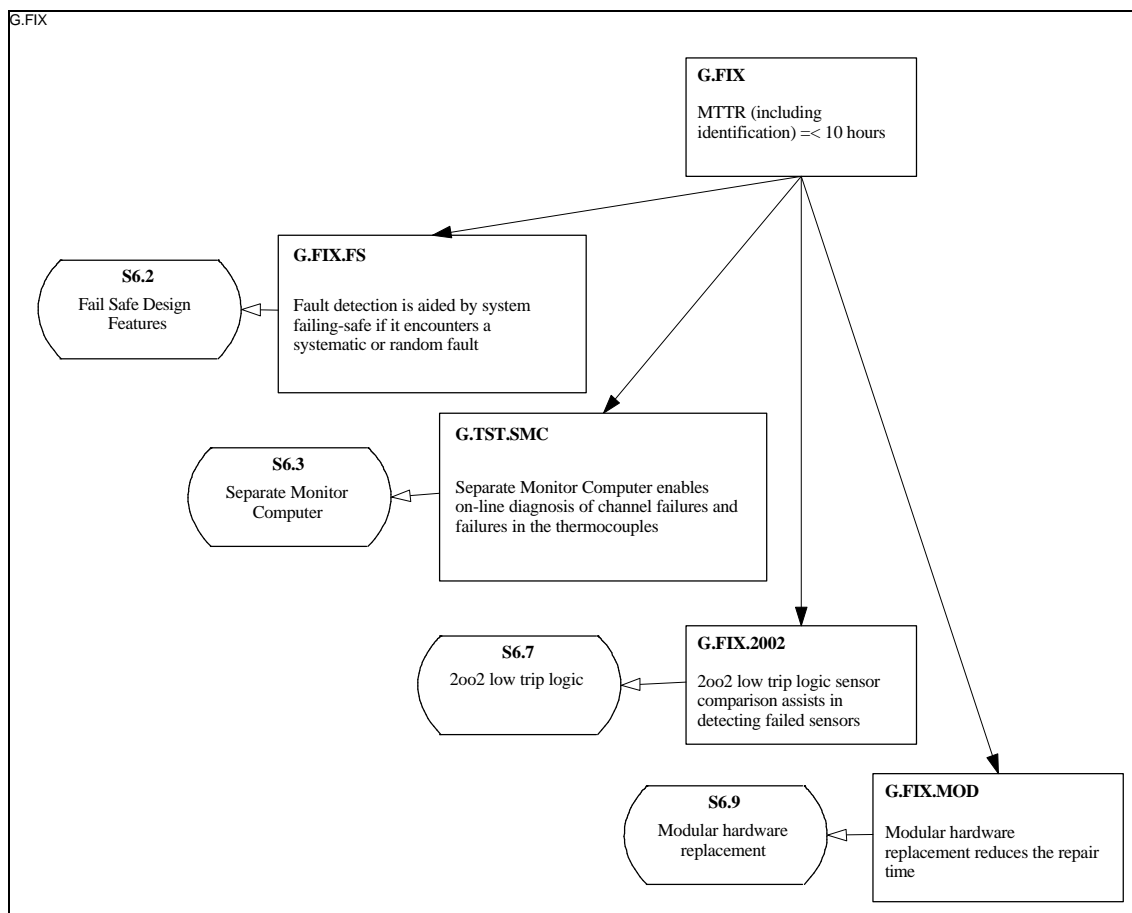 G.FIX
G.FIX
MTTR (including
identification) =< 10 hours
G.FIX.FS
Fault detection is aided by system
failing-safe if it encounters a
systematic or random fault
S6.2
Fail Safe Design
Features
G.TST.SMC
Separate Monitor Computer enables
on-line diagnosis of channel failures and
failures in the thermocouples
S6.3
Separate Monitor
Computer
G.FIX.2002
2oo2 low trip logic sensor
comparison assists in
detecting failed sensors
S6.7
2oo2 low trip logic
G.FIX.MOD
Modular hardware
replacement reduces the repair
time
S6.9
Modular hardware
replacement